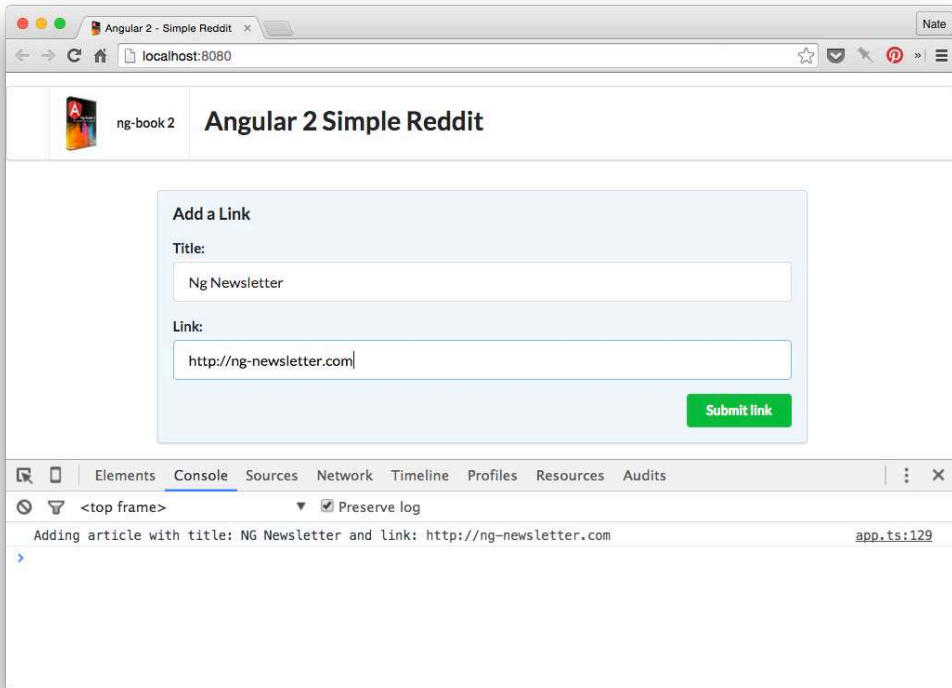 Angular 2 - Simple Reddit
Nate
localhost:8080
ng-book 2
Angular 2 Simple Reddit
Add a Link
Title:
Ng Newsletter
Link:
http://ng-newsletter.com
Submit link
Elements Console Sources Network Timeline Profiles Resources Audits
<top frame> Preserve log
Adding article with title: NG Newsletter and link: http://ng-newsletter.com app.ts:129